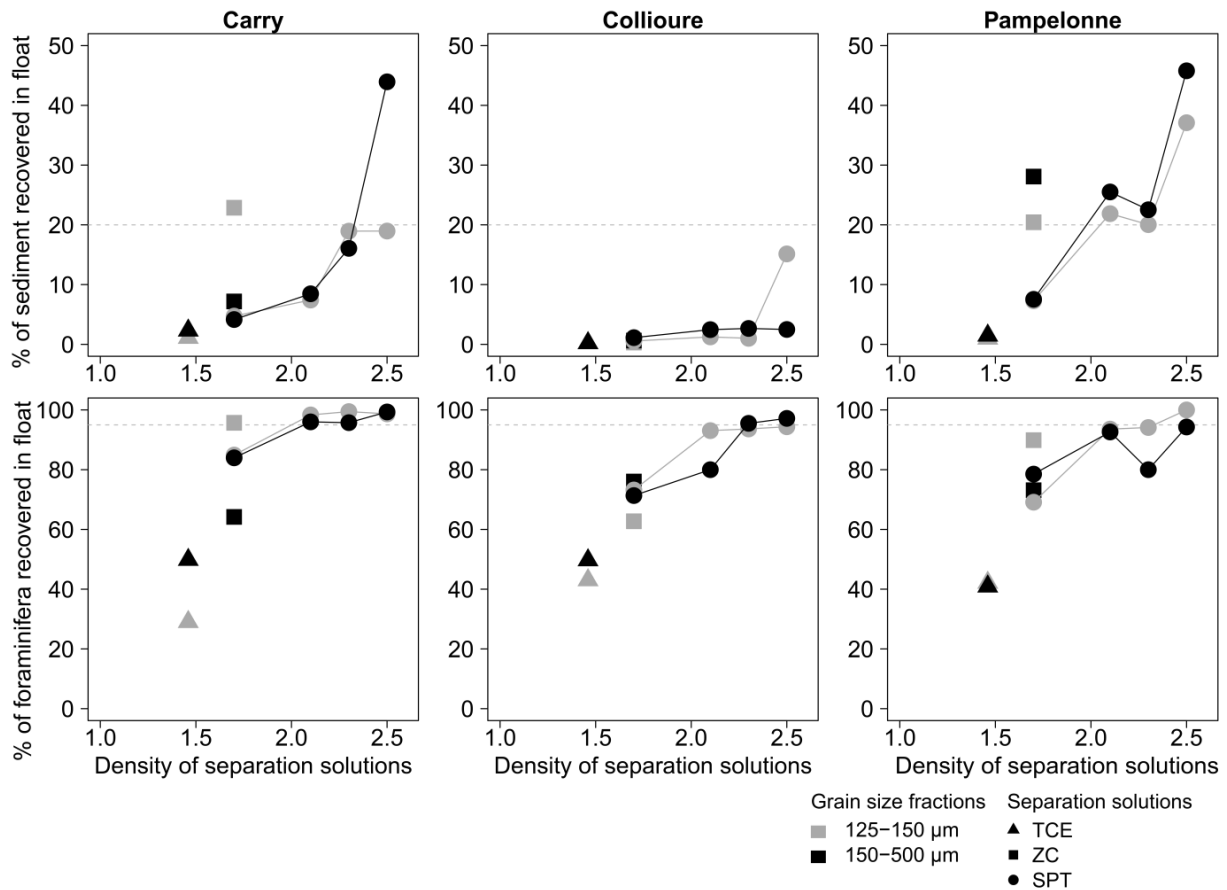 Carry
Collioure
Pampelonne
% of sediment recovered in float
50
40
30
20
10
0
1.0 1.5 2.0 2.5
50
40
30
20
10
0
1.0 1.5 2.0 2.5
50
40
30
20
10
0
1.0 1.5 2.0 2.5
% of foraminifera recovered in float
100
80
60
40
20
0
1.0 1.5 2.0 2.5
Density of separation solutions
100
80
60
40
20
0
1.0 1.5 2.0 2.5
Density of separation solutions
100
80
60
40
20
0
1.0 1.5 2.0 2.5
Density of separation solutions
Grain size fractions
125−150 μm
150−500 μm
Separation solutions
TCE
ZC
SPT